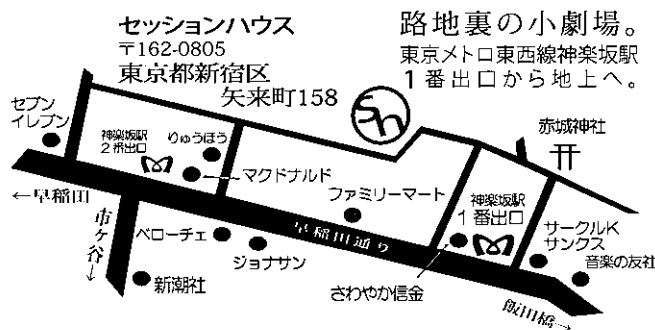 セッションハウス
〒162-0805
東京都新宿区
矢来町158
路地裏の小劇場。
東京メトロ東西線神楽坂駅
1番出口から地上へ。
セブン
イレブン
神楽坂駅
2番出口
りゅうほう
マクドナルド
赤城神社
ファミリーマート
神楽坂駅
1番出口
←早稲田
市ヶ谷↓
ベローチェ
ジョナサン
早稲田通り
サークルK
サンクス
音楽の友社
新潮社
さわやか信金
飯田橋→